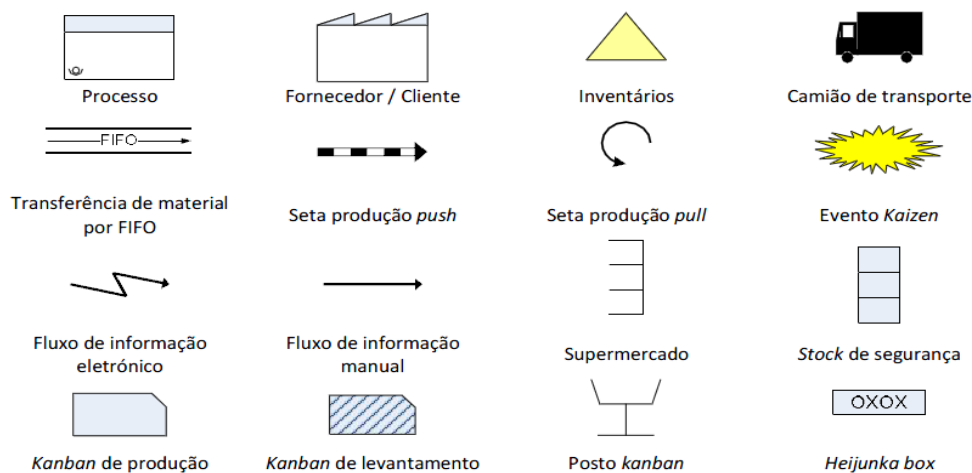 Processo
Fornecedor / Cliente
Inventários
Camião de transporte
FIFO
Transferência de material
por FIFO
Seta produção push
Seta produção pull
Evento Kaizen
Fluxo de informação
eletrónico
Fluxo de informação
manual
Supermercado
Stock de segurança
OXOX
Kanban de produção
Kanban de levantamento
Posto kanban
Heijunka box